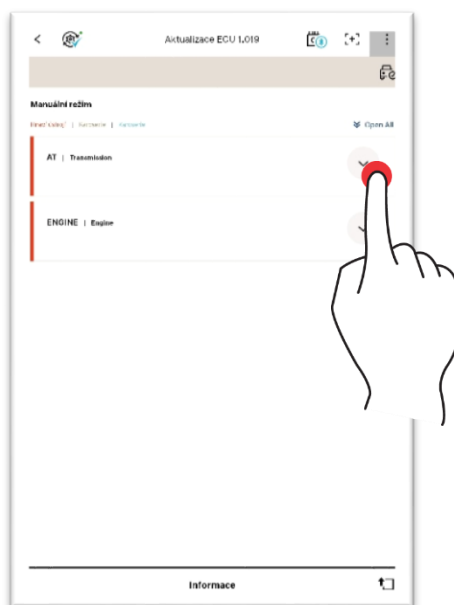 Aktualizace ECU 1.019
Manuální režim
Open All
AT | Transmission
ENGINE | Engine
Informace